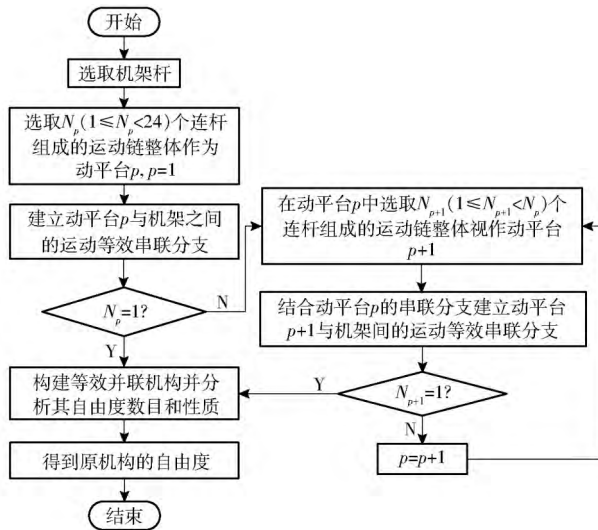 开始
选取机架杆
选取Nₚ(1≤Nₚ<24)个连杆
组成的运动链整体作为
动平台p, p=1
建立动平台p与机架之间
的运动等效串联分支
Nₚ=1?
N
Y
构建等效并联机构并分
析其自由度数目和性质
得到原机构的自由度
结束
在动平台p中选取Nₚ₊₁(1≤Nₚ₊₁<Nₚ)个
连杆组成的运动链整体视作动平台
p+1
结合动平台p的串联分支建立动平台
p+1与机架间的运动等效串联分支
Nₚ₊₁=1?
Y
N
p=p+1